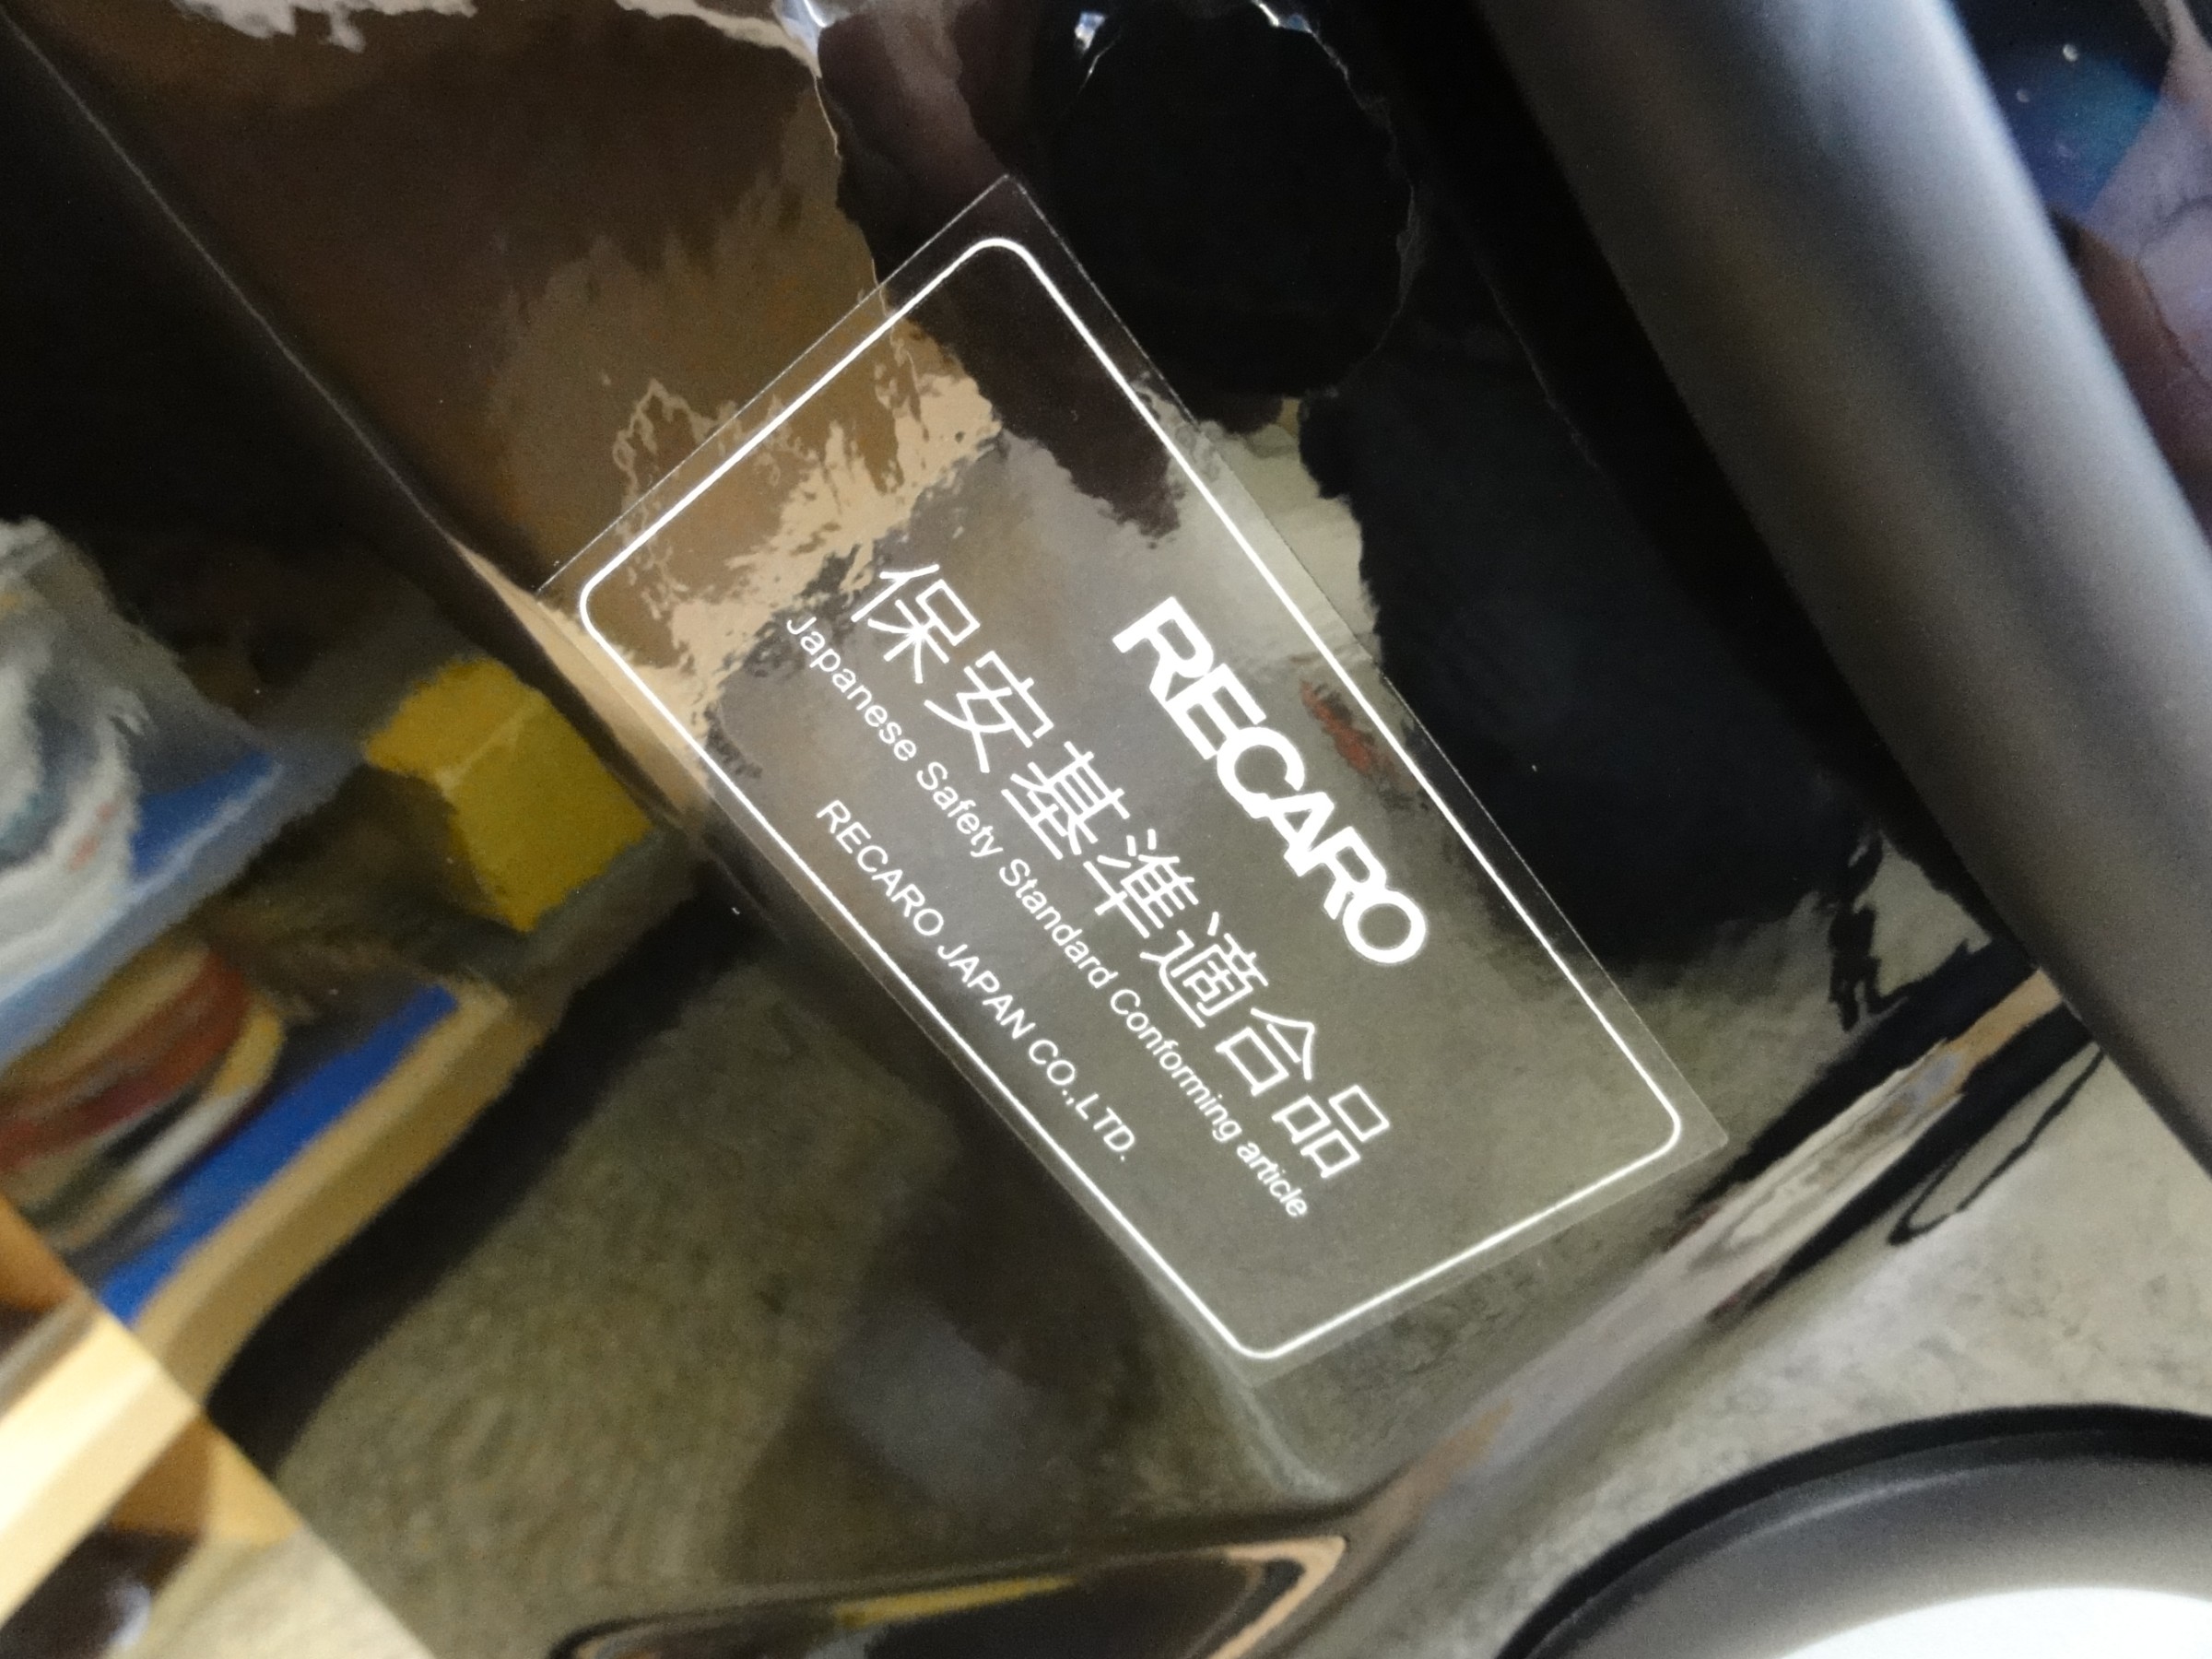 RECARO
保安基準適合品
Japanese Safety Standard Conforming article
RECARO JAPAN CO.,LTD.